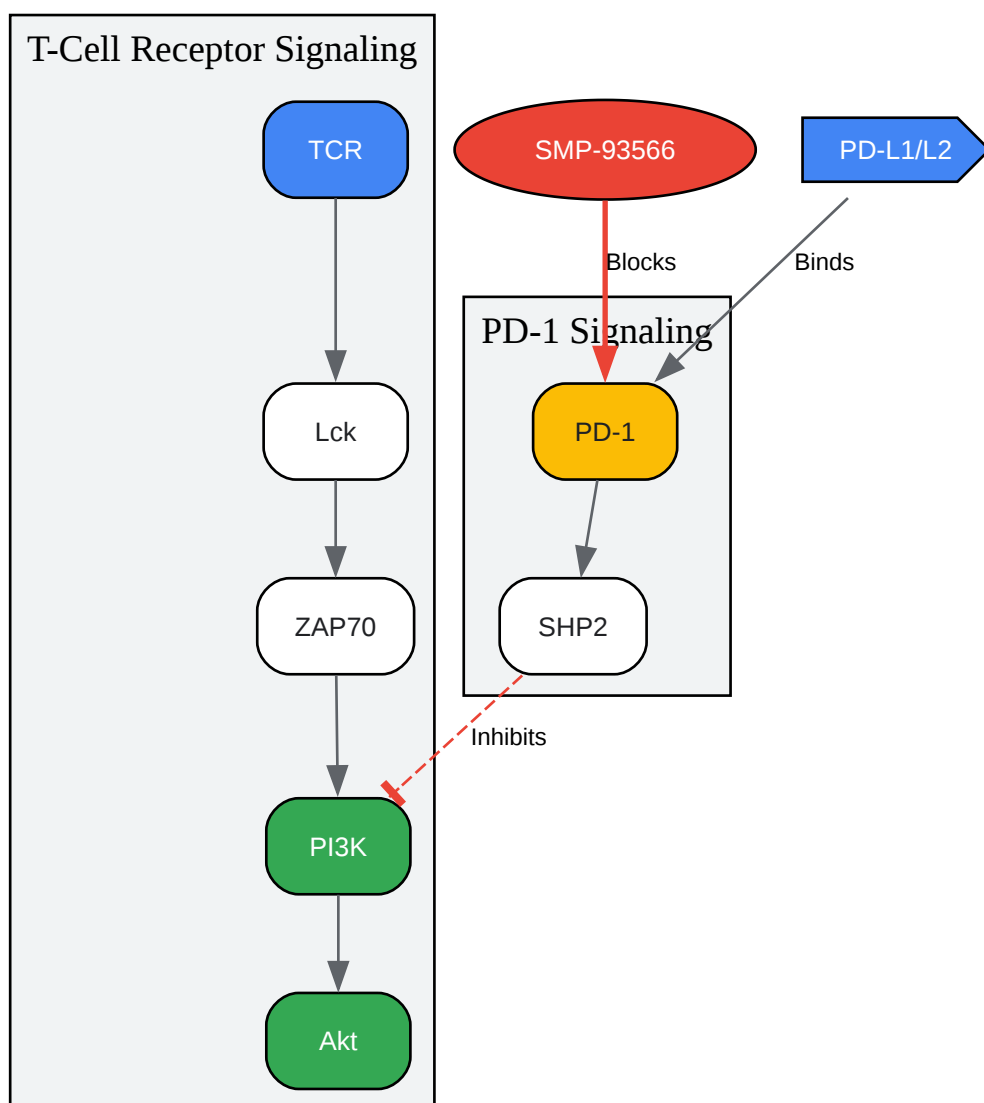 T-Cell Receptor Signaling
TCR
SMP-93566
PD-L1/L2
Blocks
Binds
PD-1 Signaling
Lck
PD-1
ZAP70
SHP2
Inhibits
PI3K
Akt